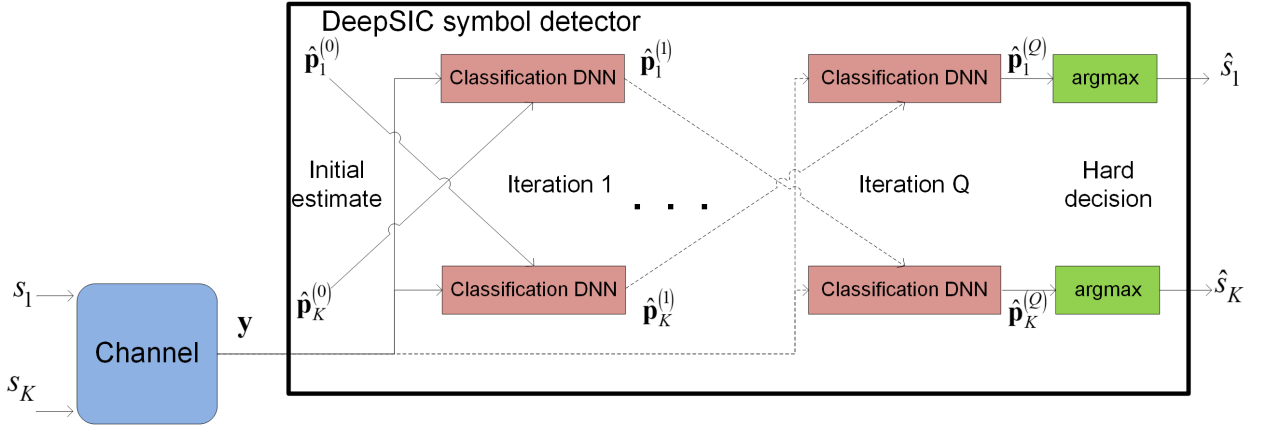 DeepSIC symbol detector
p̂₁⁽⁰⁾
Classification DNN
p̂₁⁽¹⁾
Classification DNN
p̂₁⁽Q⁾
argmax
ŝ₁
Initial
estimate
Iteration 1
. . .
Iteration Q
Hard
decision
p̂_K⁽⁰⁾
Classification DNN
p̂_K⁽¹⁾
Classification DNN
p̂_K⁽Q⁾
argmax
ŝ_K
s₁
y
Channel
s_K